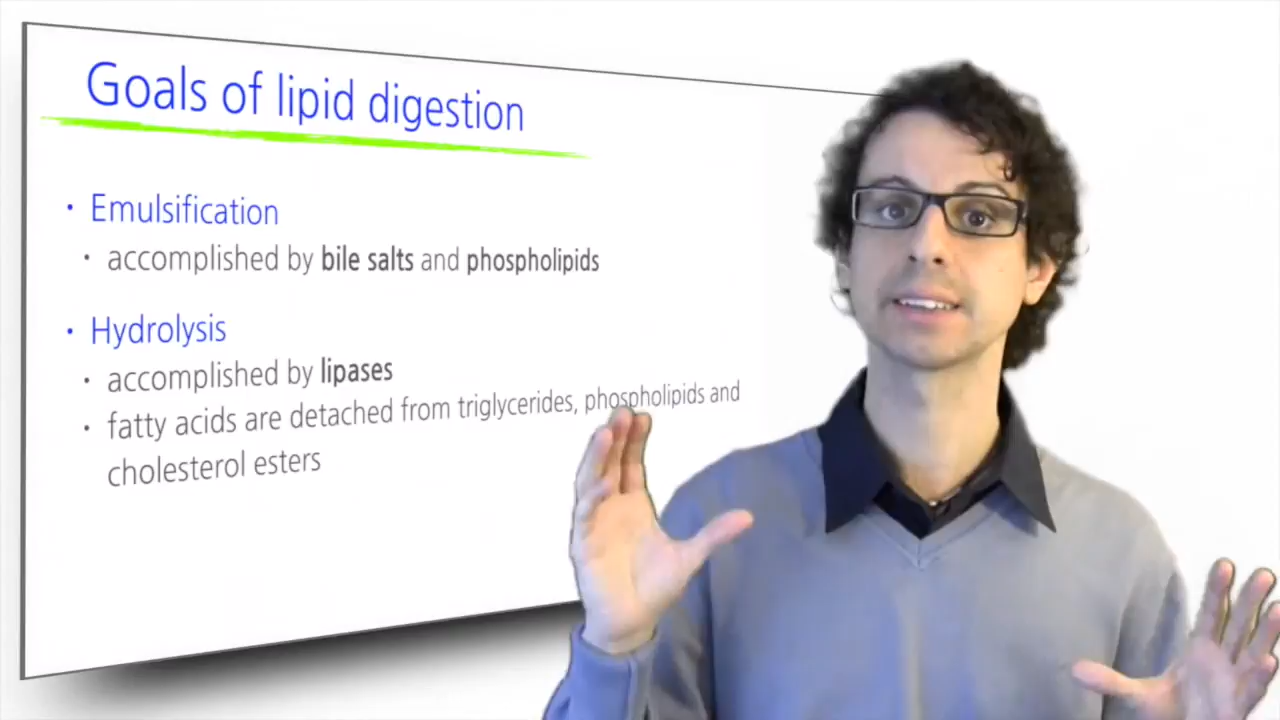 Goals of lipid digestion
• Emulsification
• accomplished by bile salts and phospholipids
• Hydrolysis
• accomplished by lipases
• fatty acids are detached from triglycerides, phospholipids and
cholesterol esters